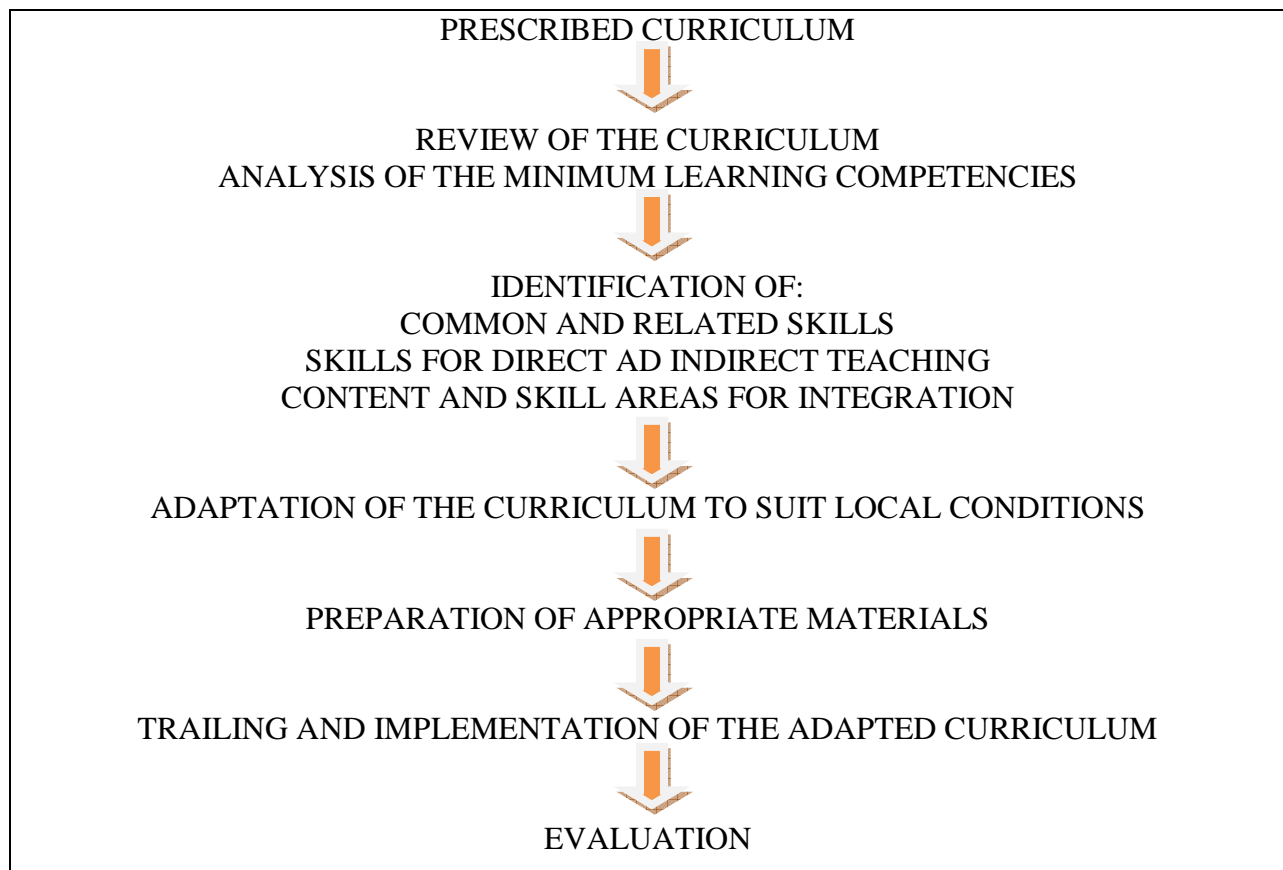 PRESCRIBED CURRICULUM
REVIEW OF THE CURRICULUM
ANALYSIS OF THE MINIMUM LEARNING COMPETENCIES
IDENTIFICATION OF:
COMMON AND RELATED SKILLS
SKILLS FOR DIRECT AD INDIRECT TEACHING
CONTENT AND SKILL AREAS FOR INTEGRATION
ADAPTATION OF THE CURRICULUM TO SUIT LOCAL CONDITIONS
PREPARATION OF APPROPRIATE MATERIALS
TRAILING AND IMPLEMENTATION OF THE ADAPTED CURRICULUM
EVALUATION